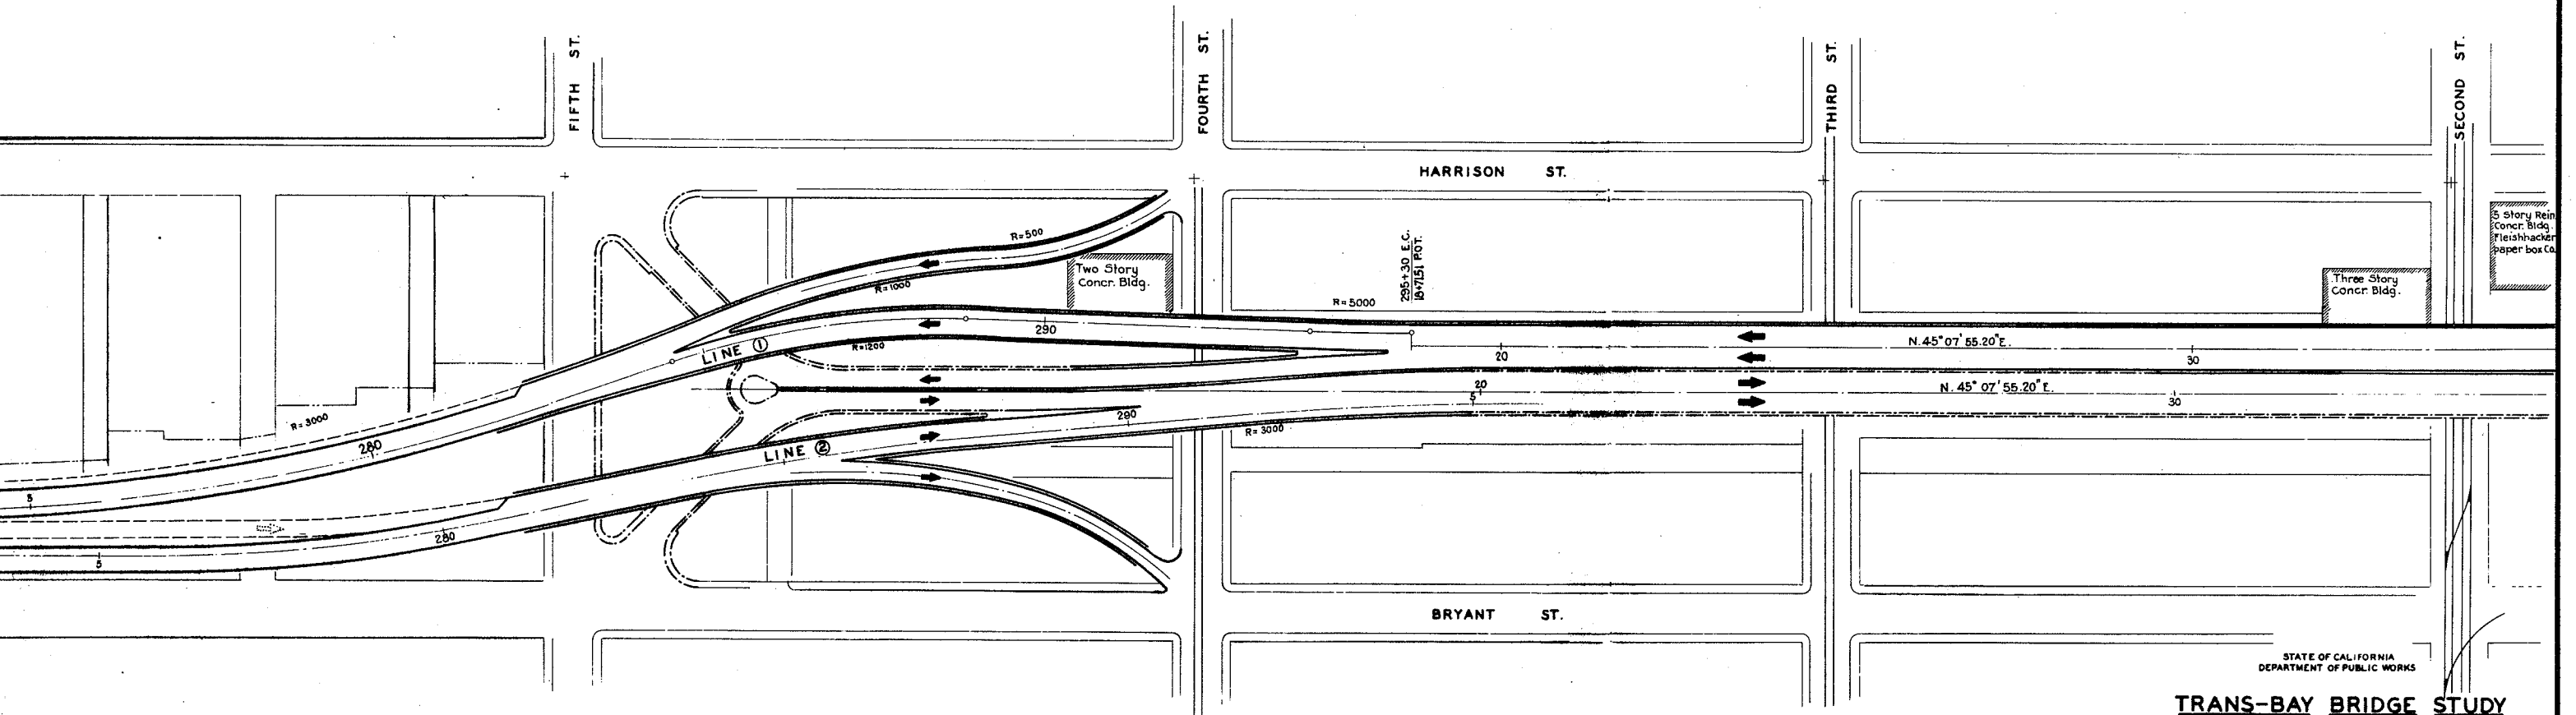 FIFTH ST.
FOURTH ST.
THIRD ST.
SECOND ST.
HARRISON ST.
R=500
R=1000
Two Story
Concr. Bldg.
295+30 E.C.
18+71.51 P.O.T.
R=5000
3 Story Rein
Concr. Bldg.
Fleishhacker
paper box Co.
Three Story
Concr. Bldg.
290
LINE 1
R=1200
20
N.45° 07' 55.20" E.
30
20
5
N. 45° 07' 55.20" E.
30
R=3000
280
290
R=3000
LINE 2
5
280
5
BRYANT ST.
STATE OF CALIFORNIA
DEPARTMENT OF PUBLIC WORKS
TRANS-BAY BRIDGE STUDY